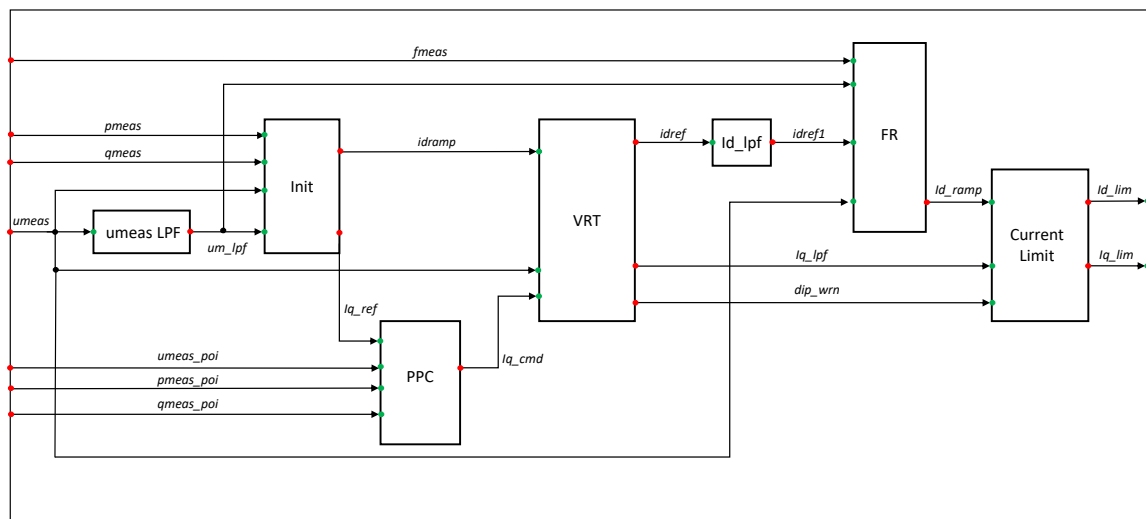 fmeas
pmeas
qmeas
umeas
umeas LPF
um_lpf
Init
idramp
Iq_ref
umeas_poi
pmeas_poi
qmeas_poi
PPC
Iq_cmd
VRT
idref
Id_lpf
idref1
FR
Id_ramp
Iq_lpf
dip_wrn
Current
Limit
Id_lim
Iq_lim